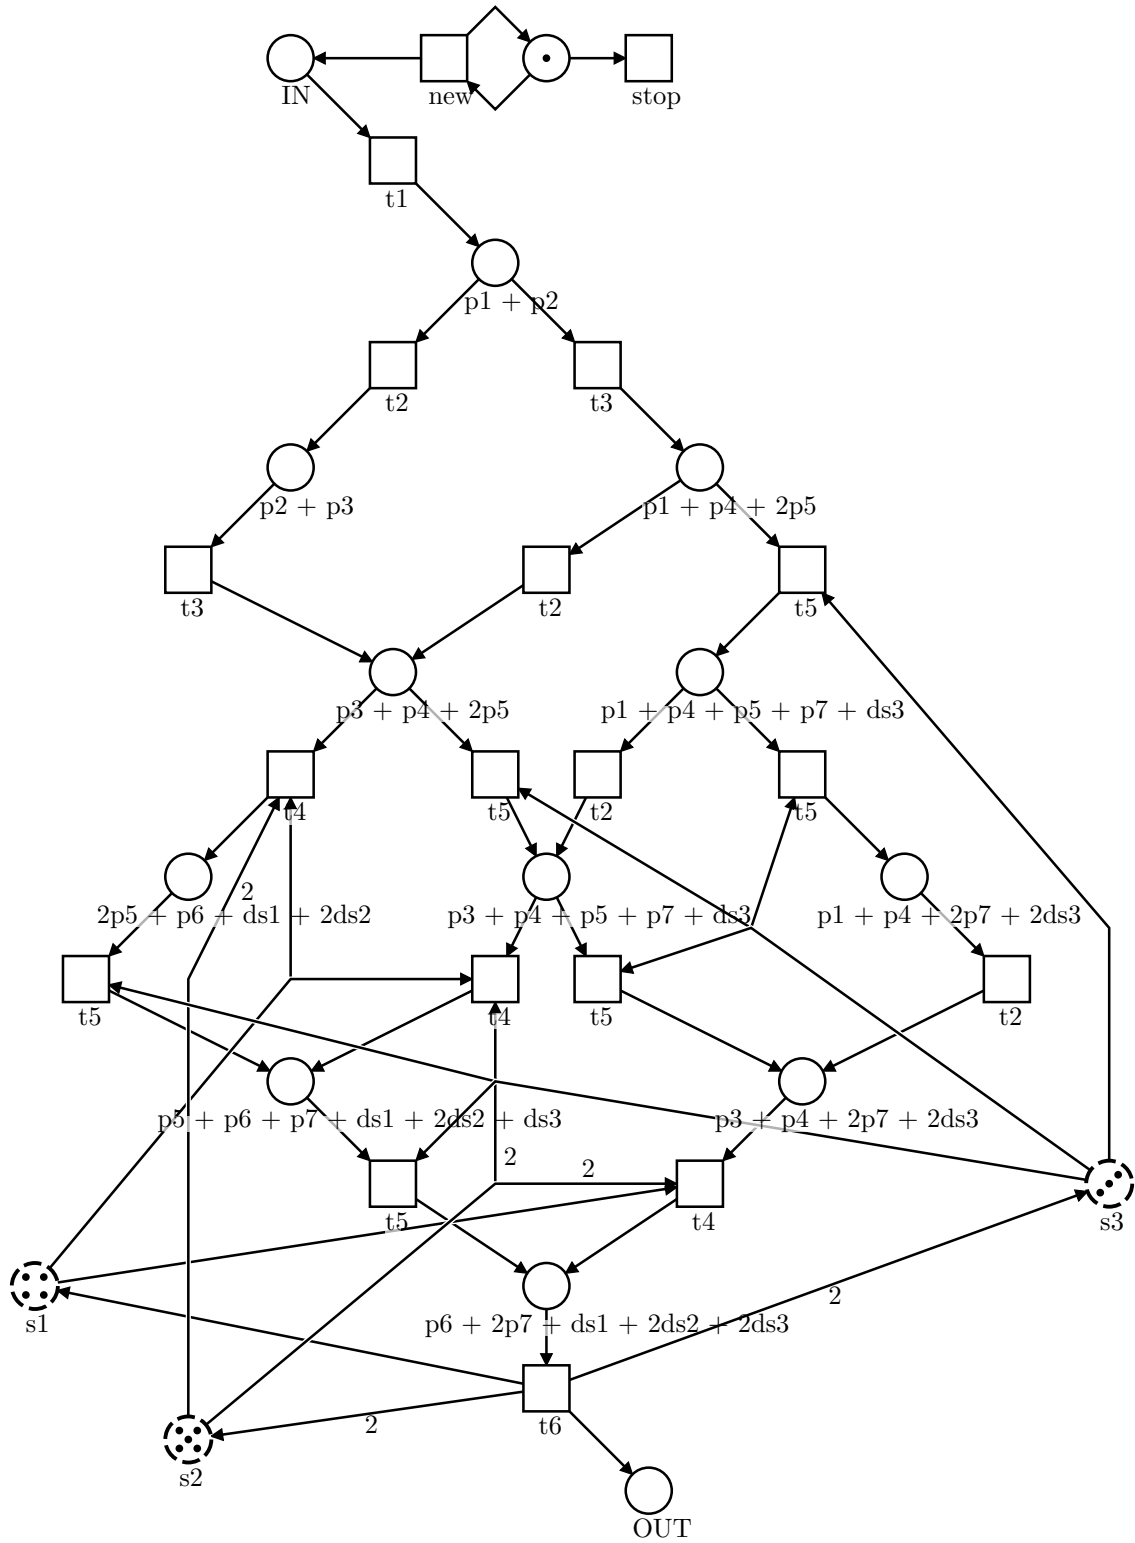 IN
new
stop
t1
p1 + p2
t2
t3
p2 + p3
p1 + p4 + 2p5
t3
t2
t5
p3 + p4 + 2p5
p1 + p4 + p5 + p7 + ds3
t4
t5
t2
t5
2
2p5 + p6 + ds1 + 2ds2
p3 + p4 + p5 + p7 + ds3
p1 + p4 + 2p7 + 2ds3
t5
t4
t5
t2
p5 + p6 + p7 + ds1 + 2ds2 + ds3
p3 + p4 + 2p7 + 2ds3
2
2
t5
t4
s3
2
s1
p6 + 2p7 + ds1 + 2ds2 + 2ds3
2
t6
s2
OUT